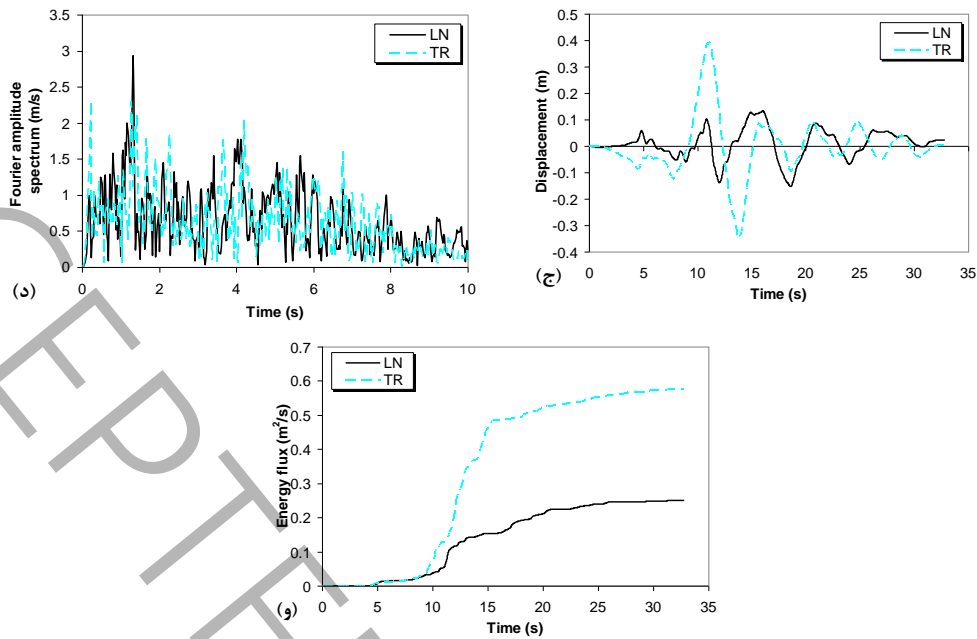 3.5
3
2.5
2
1.5
1
0.5
0
0 2 4 6 8 10
Fourier amplitude
spectrum (m/s)
Time (s)
LN
TR
(د)
0.5
0.4
0.3
0.2
0.1
0
-0.1
-0.2
-0.3
-0.4
0 5 10 15 20 25 30 35
Displacement (m)
Time (s)
LN
TR
(ج)
0.7
0.6
0.5
0.4
0.3
0.2
0.1
0
0 5 10 15 20 25 30 35
Energy flux (m²/s)
Time (s)
LN
TR
(و)
CEPTE